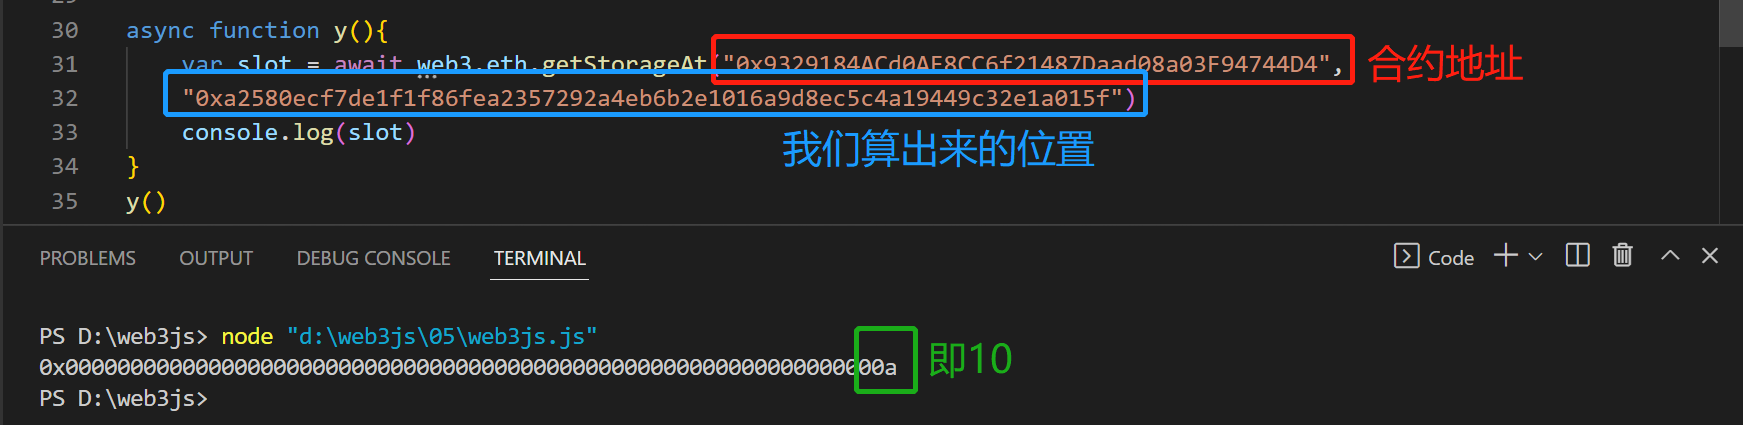 29
30 async function y(){
31 var slot = await web3.eth.getStorageAt("0x9329184ACd0AF8CC6f21487Daad08a03F94744D4", 合约地址
32 "0xa2580ecf7de1f1f86fea2357292a4eb6b2e1016a9d8ec5c4a19449c32e1a015f")
33 console.log(slot)
我们算出来的位置
34 }
35 y()
PROBLEMS OUTPUT DEBUG CONSOLE TERMINAL Code
PS D:\web3js> node "d:\web3js\05\web3js.js"
0x000000000000000000000000000000000000000000000000000000000000000a 即10
PS D:\web3js>